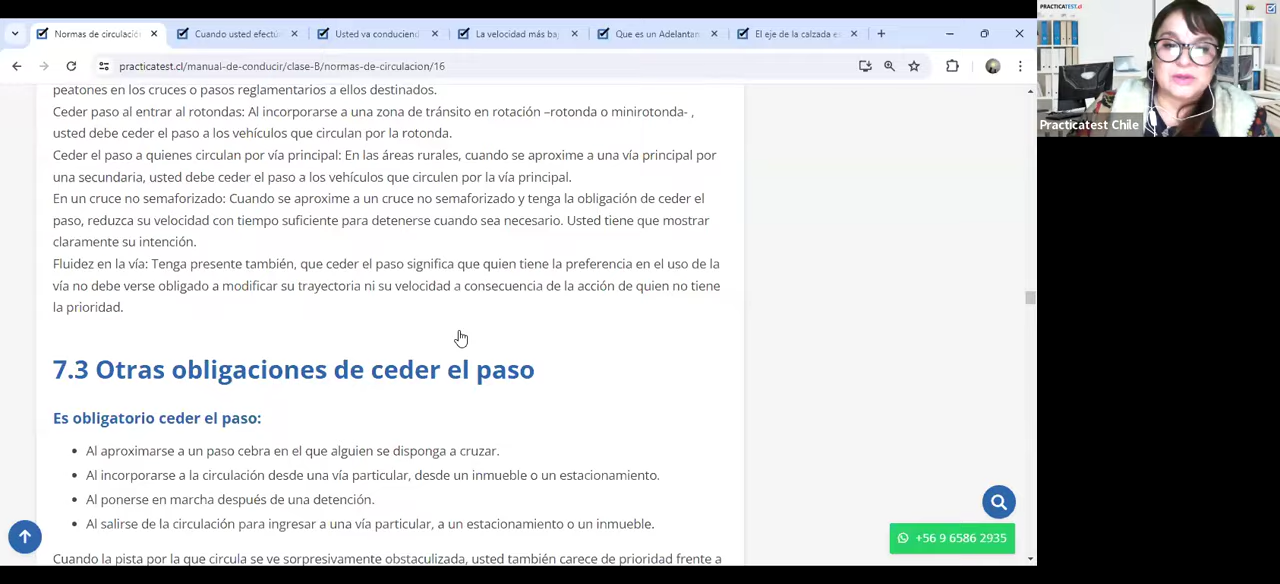 Normas de circulació
Cuando usted efectú
Usted va conduciend
La velocidad más ba
Que es un Adelantan
El eje de la calzada e
practicatest.cl/manual-de-conducir/clase-B/normas-de-circulacion/16
PRACTICATEST.cl
Practicatest Chile
peatones en los cruces o pasos reglamentarios a ellos destinados.
Ceder paso al entrar al rotondas: Al incorporarse a una zona de tránsito en rotación –rotonda o minirotonda- ,
usted debe ceder el paso a los vehículos que circulan por la rotonda.
Ceder el paso a quienes circulan por vía principal: En las áreas rurales, cuando se aproxime a una vía principal por
una secundaria, usted debe ceder el paso a los vehículos que circulen por la vía principal.
En un cruce no semaforizado: Cuando se aproxime a un cruce no semaforizado y tenga la obligación de ceder el
paso, reduzca su velocidad con tiempo suficiente para detenerse cuando sea necesario. Usted tiene que mostrar
claramente su intención.
Fluidez en la vía: Tenga presente también, que ceder el paso significa que quien tiene la preferencia en el uso de la
vía no debe verse obligado a modificar su trayectoria ni su velocidad a consecuencia de la acción de quien no tiene
la prioridad.
7.3 Otras obligaciones de ceder el paso
Es obligatorio ceder el paso:
Al aproximarse a un paso cebra en el que alguien se disponga a cruzar.
Al incorporarse a la circulación desde una vía particular, desde un inmueble o un estacionamiento.
Al ponerse en marcha después de una detención.
Al salirse de la circulación para ingresar a una vía particular, a un estacionamiento o un inmueble.
Cuando la pista por la que circula se ve sorpresivamente obstaculizada, usted también carece de prioridad frente a
+56 9 6586 2935